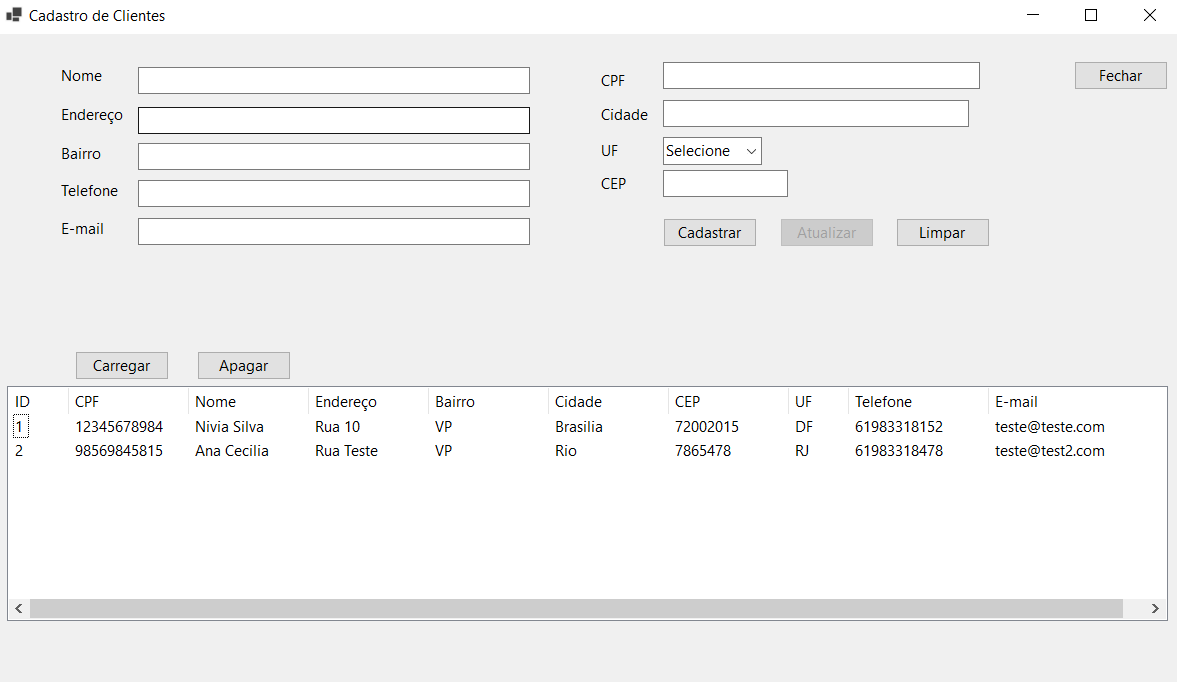 Cadastro de Clientes
Nome
CPF
Fechar
Endereço
Cidade
Bairro
UF Selecione
Telefone
CEP
E-mail
Cadastrar Atualizar Limpar
Carregar Apagar
ID CPF Nome Endereço Bairro Cidade CEP UF Telefone E-mail
1 12345678984 Nivia Silva Rua 10 VP Brasilia 72002015 DF 61983318152 teste@teste.com
2 98569845815 Ana Cecilia Rua Teste VP Rio 7865478 RJ 61983318478 teste@test2.com